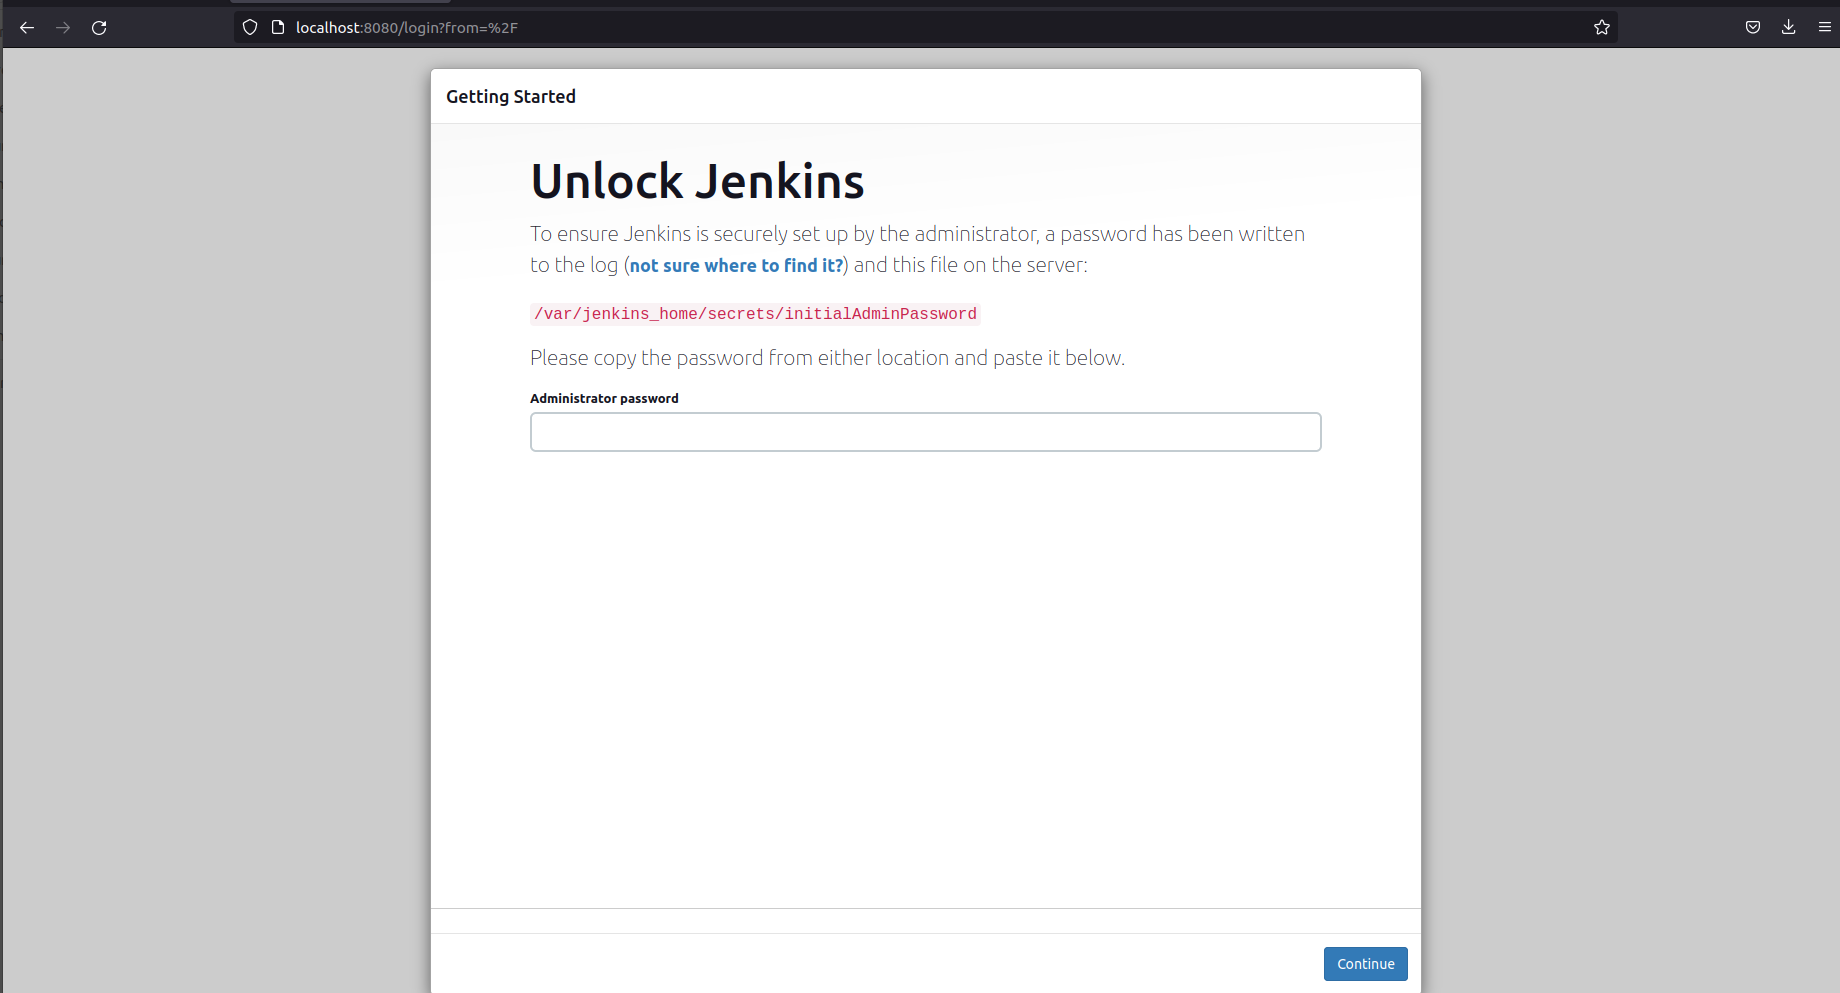 localhost:8080/login?from=%2F
Getting Started
Unlock Jenkins
To ensure Jenkins is securely set up by the administrator, a password has been written
to the log (not sure where to find it?) and this file on the server:
/var/jenkins_home/secrets/initialAdminPassword
Please copy the password from either location and paste it below.
Administrator password
Continue